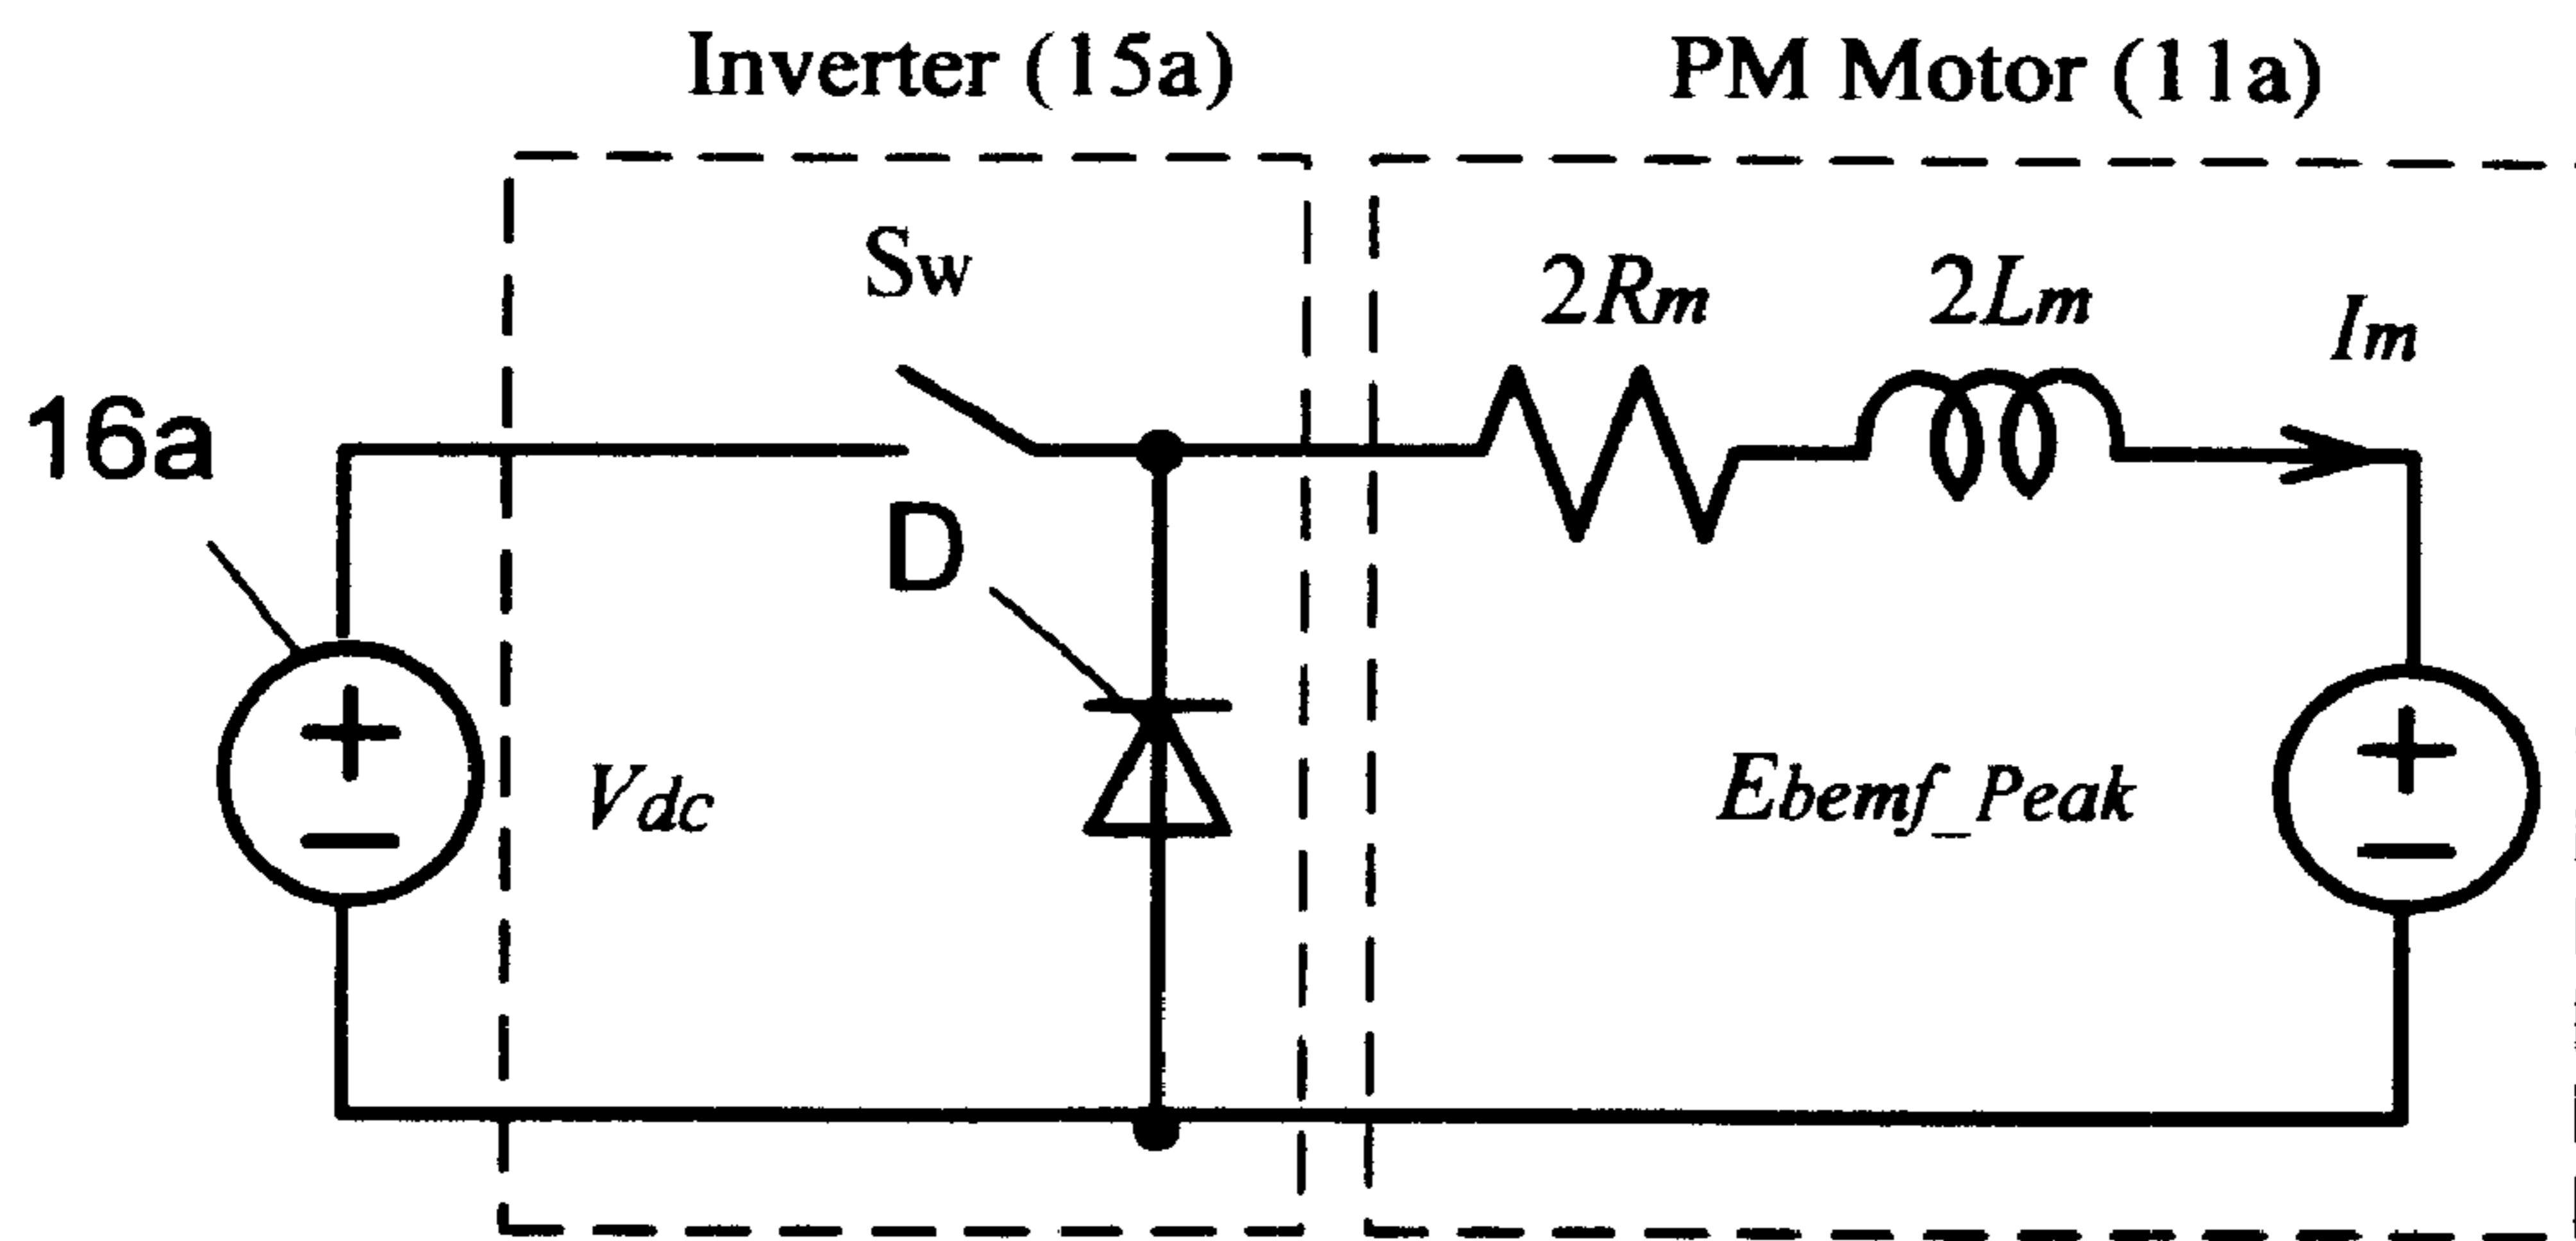 Inverter (15a)
PM Motor (11a)
Sw
2Rm
2Lm
Im
16a
D
Vdc
Ebemf_Peak